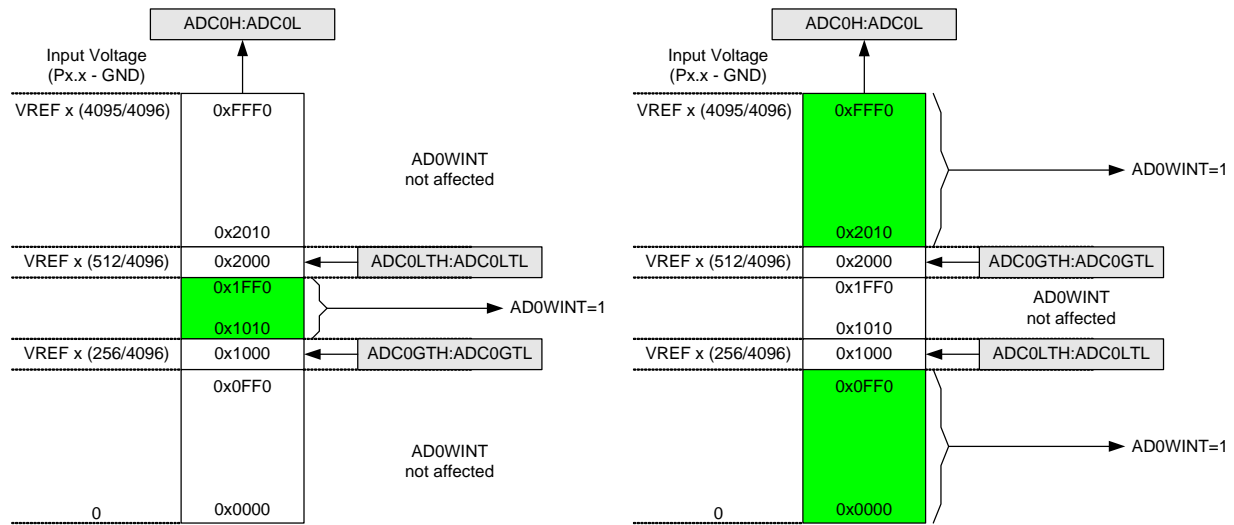 ADC0H:ADC0L
Input Voltage
(Px.x - GND)
VREF x (4095/4096)
0xFFF0
AD0WINT
not affected
0x2010
VREF x (512/4096)
0x2000
ADC0LTH:ADC0LTL
0x1FF0
AD0WINT=1
0x1010
VREF x (256/4096)
0x1000
ADC0GTH:ADC0GTL
0x0FF0
AD0WINT
not affected
0
0x0000
ADC0H:ADC0L
Input Voltage
(Px.x - GND)
VREF x (4095/4096)
0xFFF0
AD0WINT=1
0x2010
VREF x (512/4096)
0x2000
ADC0GTH:ADC0GTL
0x1FF0
AD0WINT
not affected
0x1010
VREF x (256/4096)
0x1000
ADC0LTH:ADC0LTL
0x0FF0
AD0WINT=1
0
0x0000